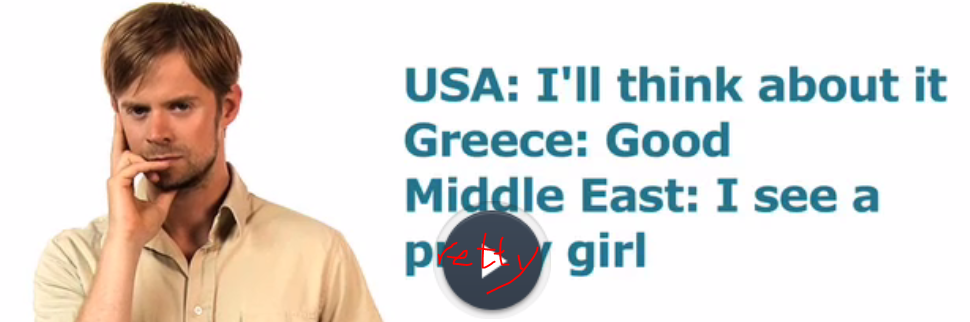 USA: I'll think about it
Greece: Good
Middle East: I see a
pretty girl